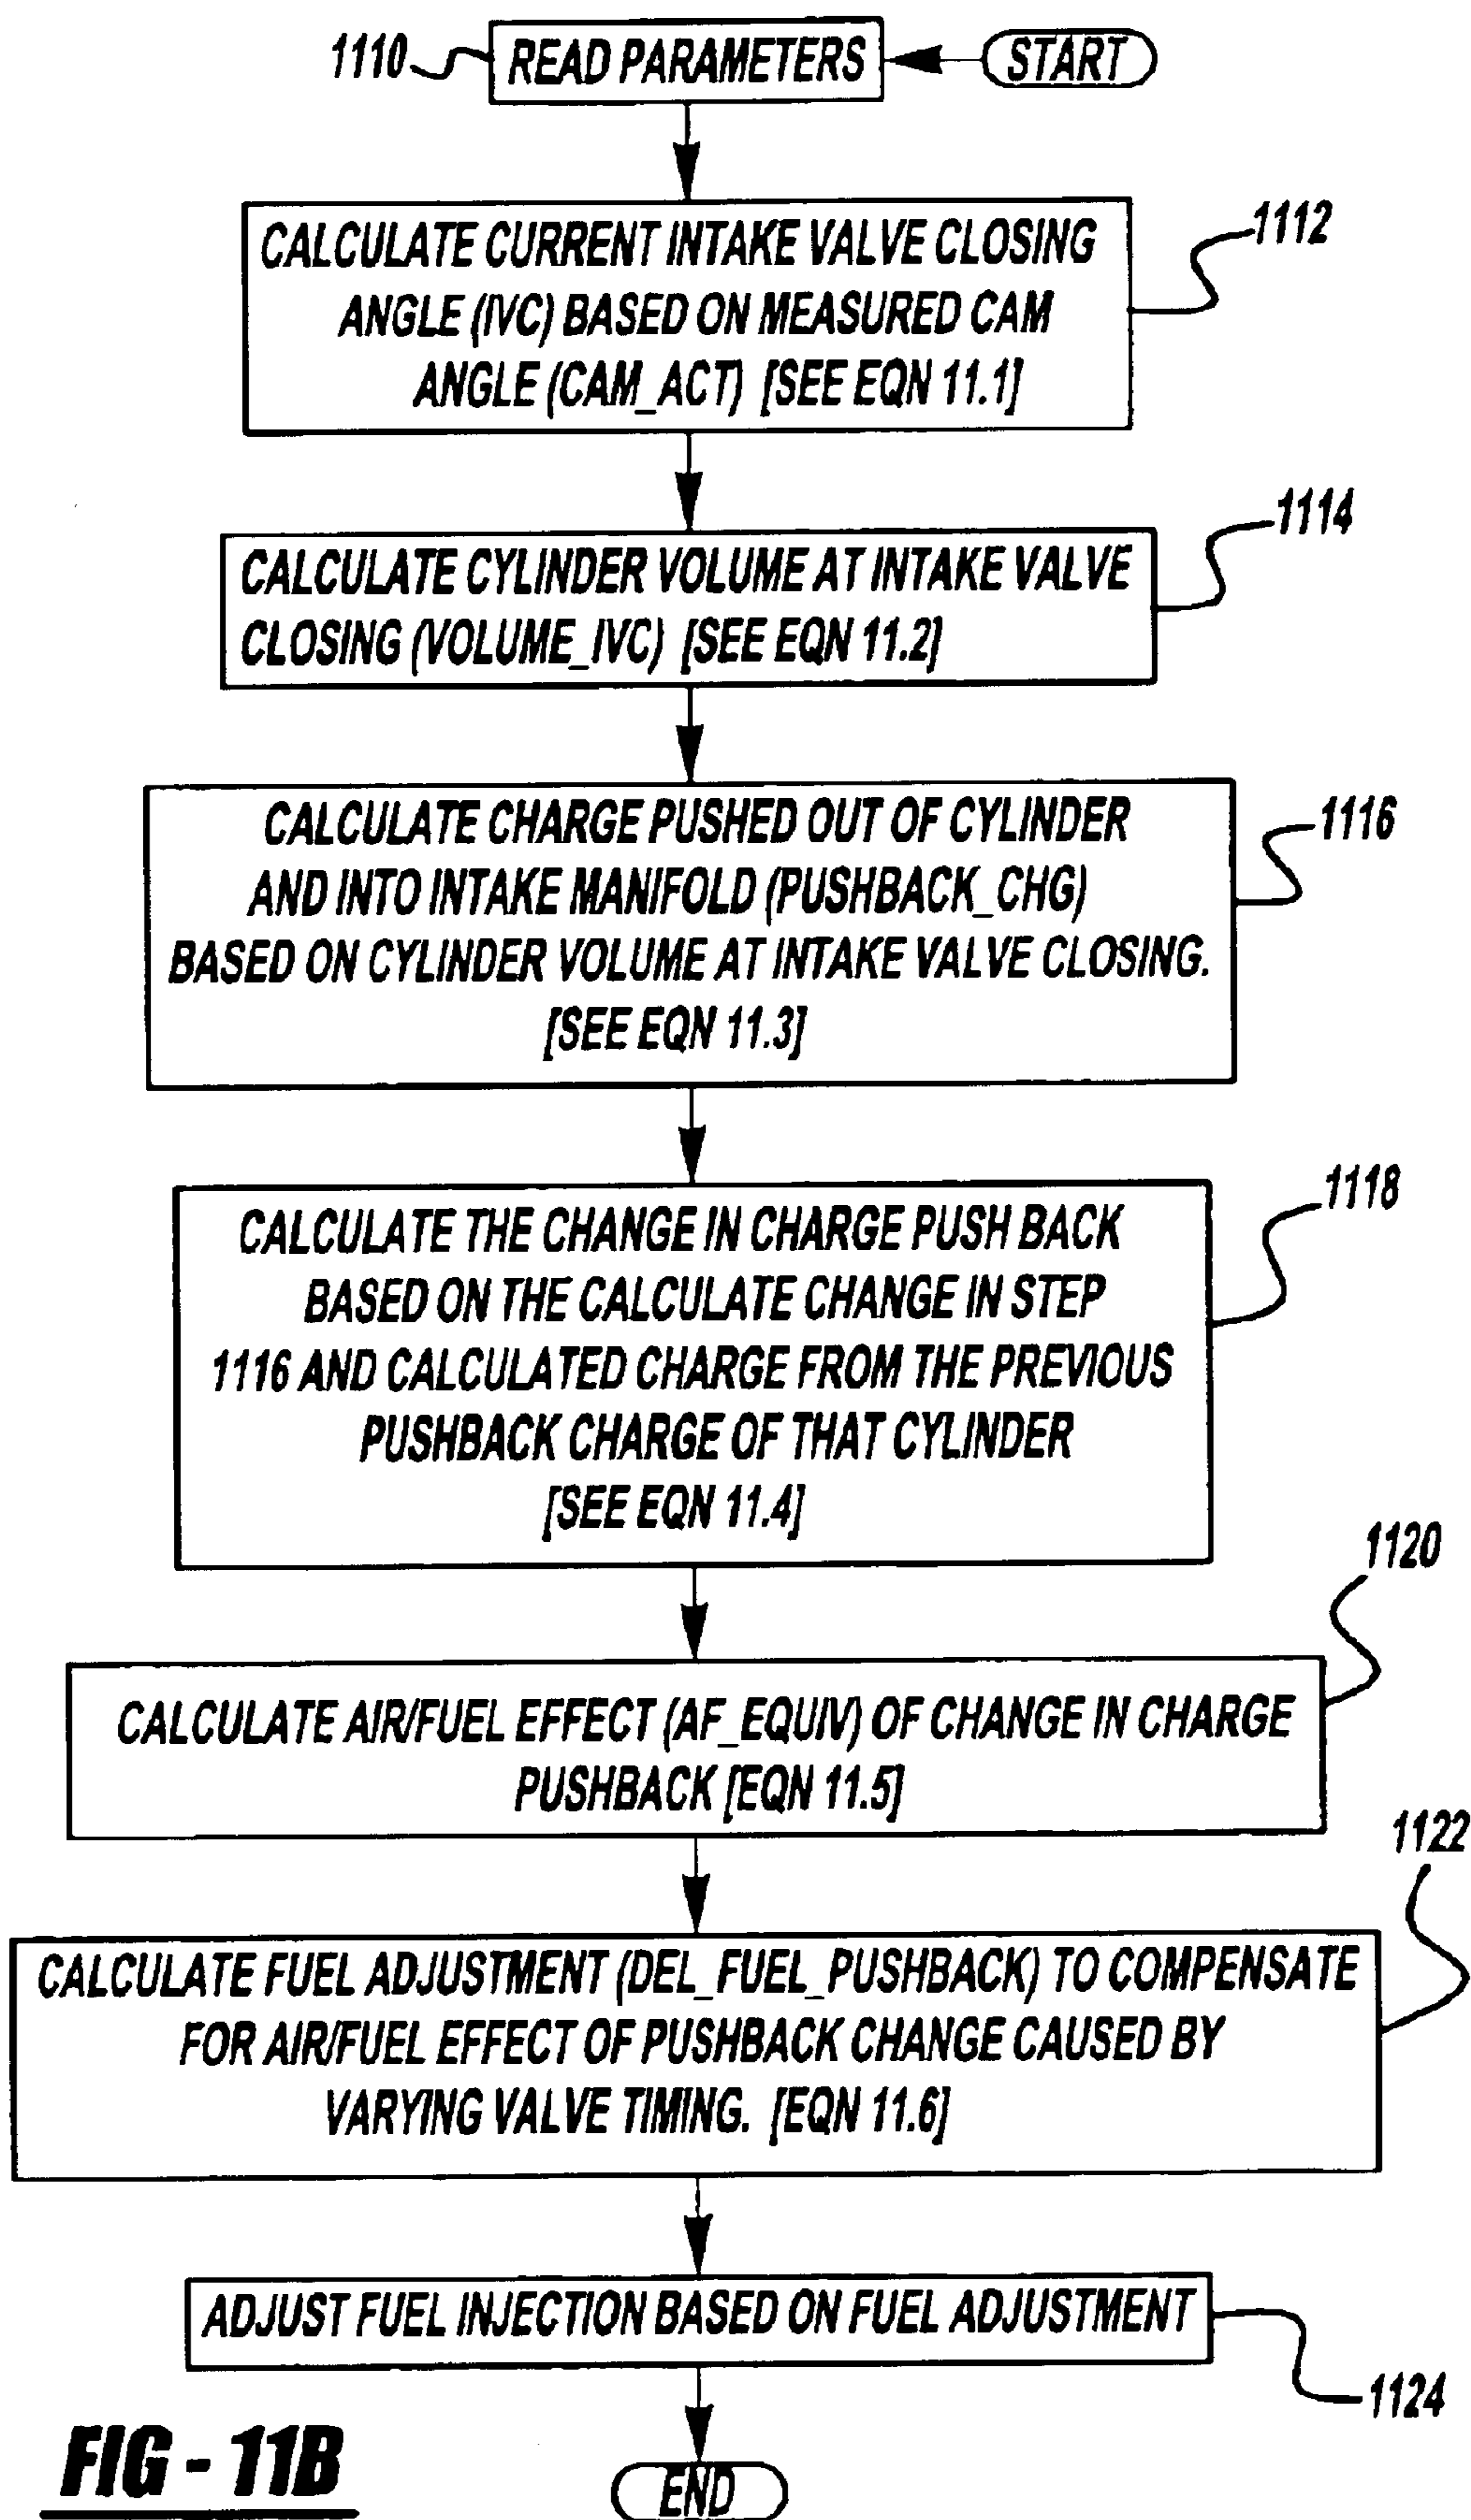 1110
READ PARAMETERS
START
CALCULATE CURRENT INTAKE VALVE CLOSING
ANGLE (IVC) BASED ON MEASURED CAM
ANGLE (CAM_ACT) [SEE EQN 11.1]
1112
CALCULATE CYLINDER VOLUME AT INTAKE VALVE
CLOSING (VOLUME_IVC) [SEE EQN 11.2]
1114
CALCULATE CHARGE PUSHED OUT OF CYLINDER
AND INTO INTAKE MANIFOLD (PUSHBACK_CHG)
BASED ON CYLINDER VOLUME AT INTAKE VALVE CLOSING.
[SEE EQN 11.3]
1116
CALCULATE THE CHANGE IN CHARGE PUSH BACK
BASED ON THE CALCULATE CHANGE IN STEP
1116 AND CALCULATED CHARGE FROM THE PREVIOUS
PUSHBACK CHARGE OF THAT CYLINDER
[SEE EQN 11.4]
1118
CALCULATE AIR/FUEL EFFECT (AF_EQUIV) OF CHANGE IN CHARGE
PUSHBACK [EQN 11.5]
1120
CALCULATE FUEL ADJUSTMENT (DEL_FUEL_PUSHBACK) TO COMPENSATE
FOR AIR/FUEL EFFECT OF PUSHBACK CHANGE CAUSED BY
VARYING VALVE TIMING. [EQN 11.6]
1122
ADJUST FUEL INJECTION BASED ON FUEL ADJUSTMENT
1124
END
FIG - 11B